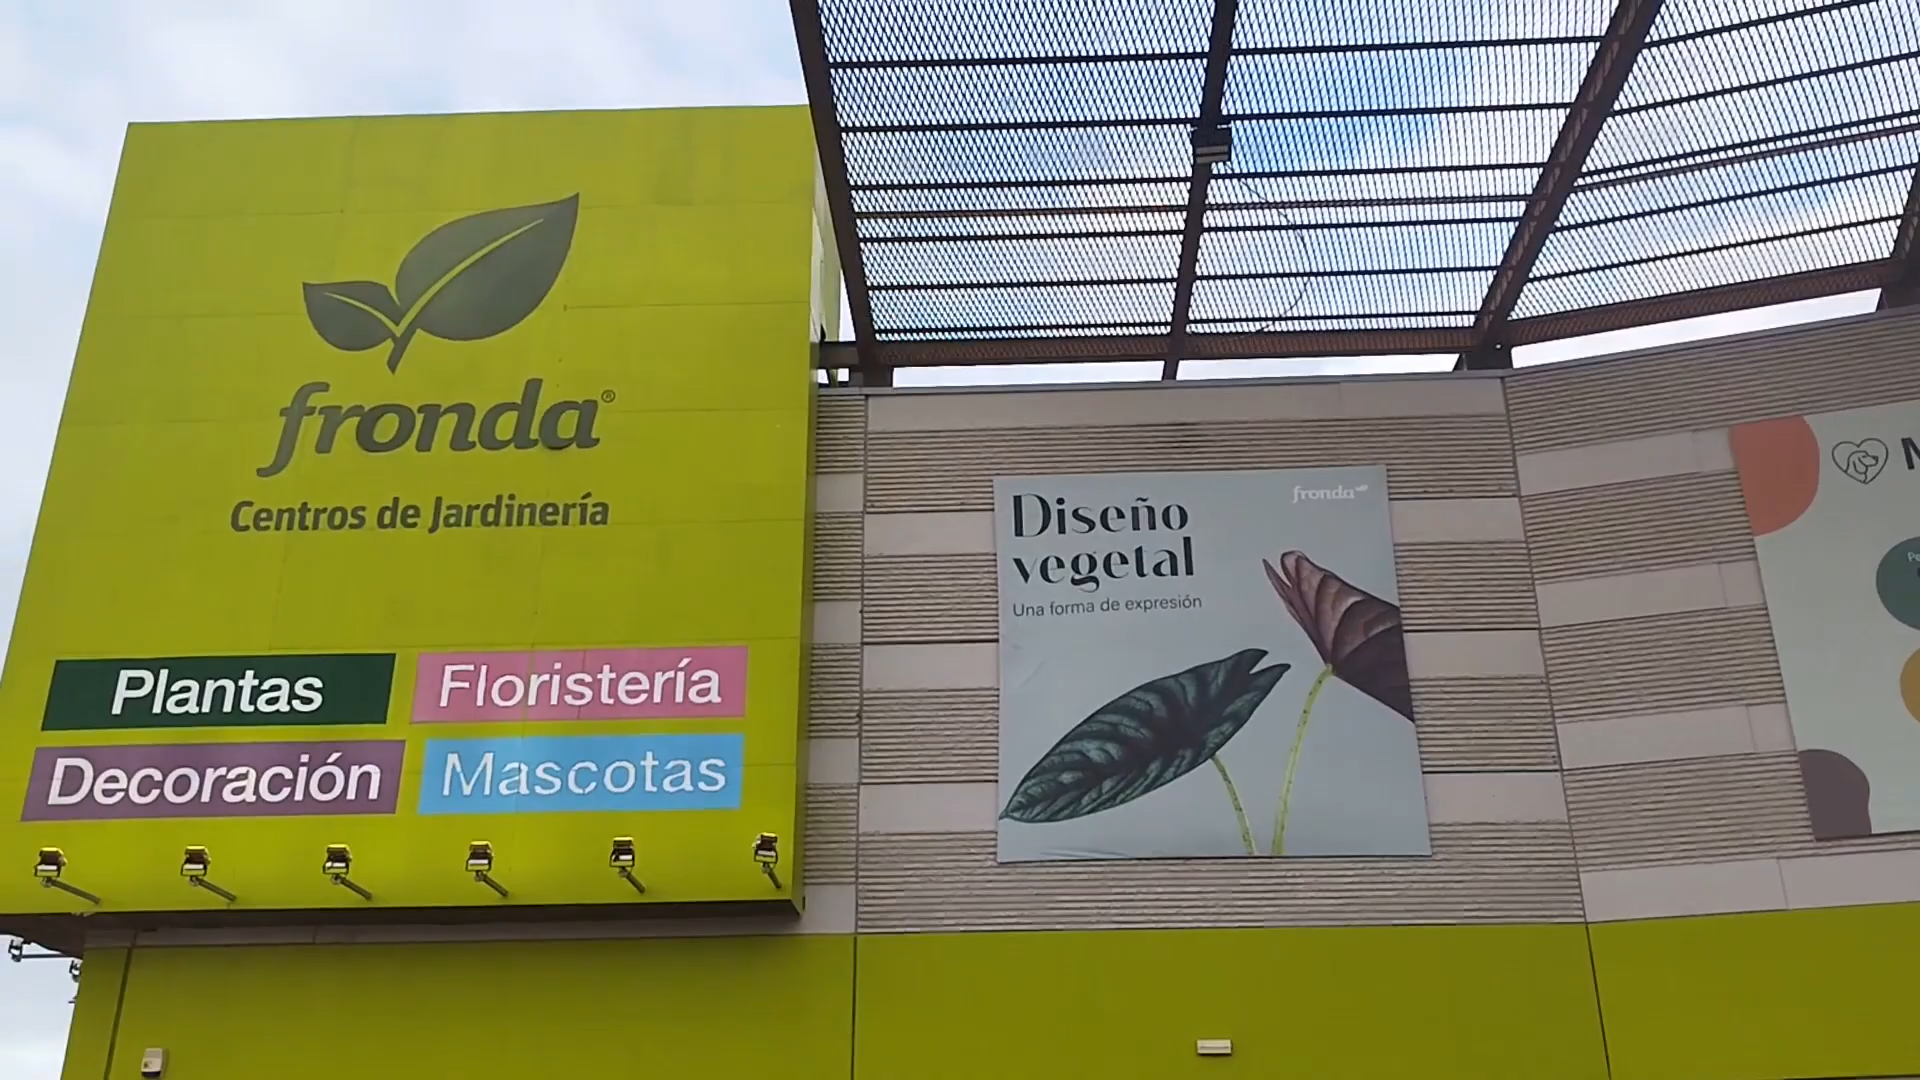 fronda®
Centros de Jardinería
Plantas
Floristería
Decoración
Mascotas
fronda
Diseño
vegetal
Una forma de expresión